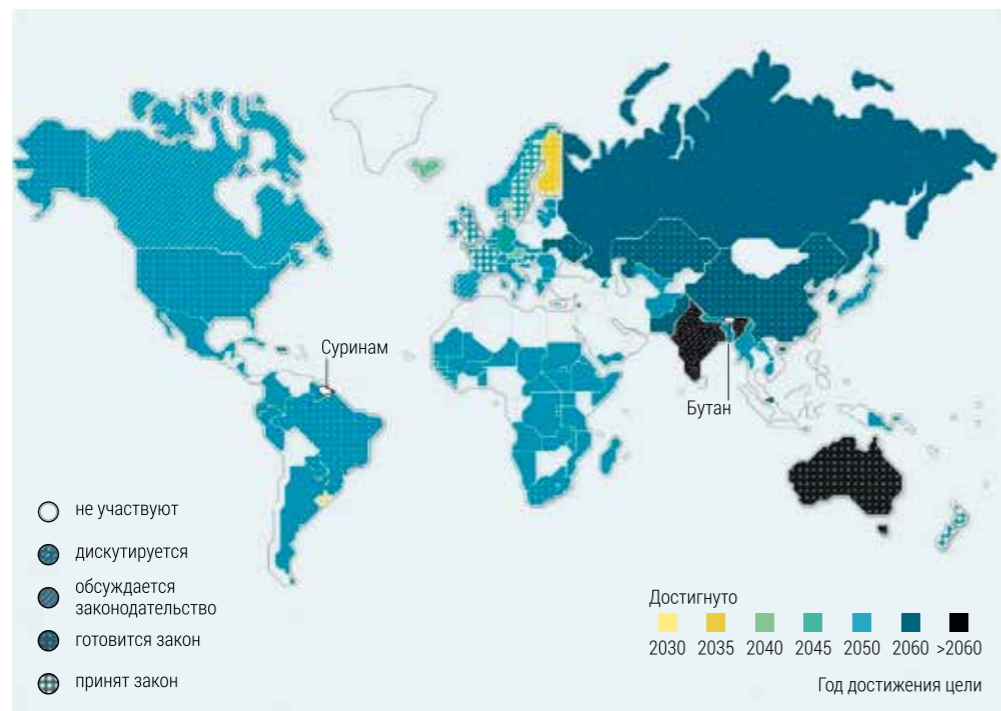 Суринам
Бутан
не участвуют
дискутируется
обсуждается
законодательство
готовится закон
принят закон
Достигнуто
2030 2035 2040 2045 2050 2060 >2060
Год достижения цели